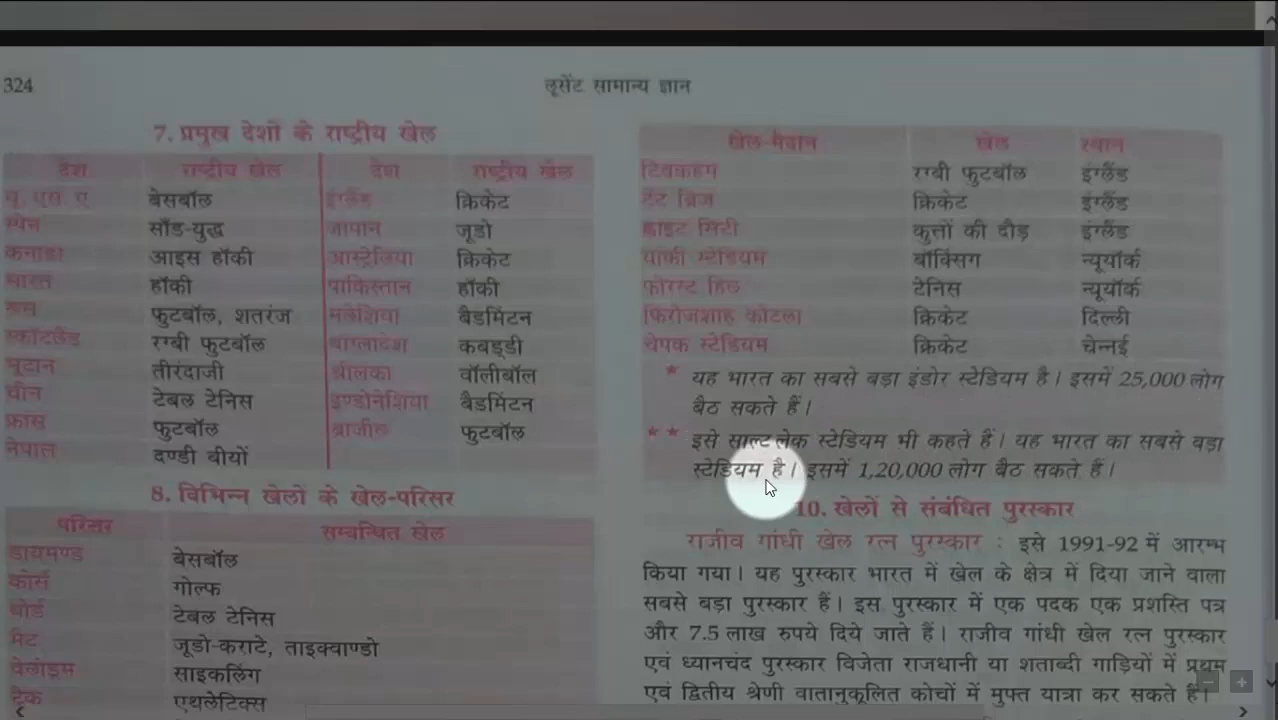 324
लूसेंट सामान्य ज्ञान
7. प्रमुख देशों के राष्ट्रीय खेल
देश राष्ट्रीय खेल देश राष्ट्रीय खेल
यू. एस. ए. बेसबॉल इंग्लैंड क्रिकेट
स्पेन साँड-युद्ध जापान जूडो
कनाडा आइस हॉकी आस्ट्रेलिया क्रिकेट
भारत हॉकी पाकिस्तान हॉकी
रूस फुटबॉल, शतरंज मलेशिया बैडमिंटन
स्कॉटलैंड रग्बी फुटबॉल बांग्लादेश कबड्डी
भूटान तीरंदाजी श्रीलंका वॉलीबॉल
चीन टेबल टेनिस इण्डोनेशिया बैडमिंटन
फ्रांस फुटबॉल ब्राजील फुटबॉल
नेपाल दण्डी बीयों
8. विभिन्न खेलों के खेल-परिसर
परिसर सम्बन्धित खेल
डायमण्ड बेसबॉल
कोर्स गोल्फ
बोर्ड टेबल टेनिस
मैट जूडो-कराटे, ताइक्वाण्डो
वेलोड्रम साइकलिंग
ट्रैक एथलेटिक्स
खेल-मैदान खेल स्थान
ट्विकेंहम रग्बी फुटबॉल इंग्लैंड
ट्रेंट ब्रिज क्रिकेट इंग्लैंड
ह्वाइट सिटी कुत्तों की दौड़ इंग्लैंड
यांकी स्टेडियम बॉक्सिंग न्यूयॉर्क
फोरेस्ट हिल टेनिस न्यूयॉर्क
फिरोजशाह कोटला क्रिकेट दिल्ली
चेपक स्टेडियम क्रिकेट चेन्नई
* यह भारत का सबसे बड़ा इंडोर स्टेडियम है। इसमें 25,000 लोग
बैठ सकते हैं।
** इसे साल्ट लेक स्टेडियम भी कहते हैं। यह भारत का सबसे बड़ा
स्टेडियम है। इसमें 1,20,000 लोग बैठ सकते हैं।
10. खेलों से संबंधित पुरस्कार
राजीव गांधी खेल रत्न पुरस्कार : इसे 1991-92 में आरम्भ
किया गया। यह पुरस्कार भारत में खेल के क्षेत्र में दिया जाने वाला
सबसे बड़ा पुरस्कार हैं। इस पुरस्कार में एक पदक एक प्रशस्ति पत्र
और 7.5 लाख रुपये दिये जाते हैं। राजीव गांधी खेल रत्न पुरस्कार
एवं ध्यानचंद पुरस्कार विजेता राजधानी या शताब्दी गाड़ियों में प्रथम
एवं द्वितीय श्रेणी वातानुकूलित कोचों में मुफ्त यात्रा कर सकते हैं।